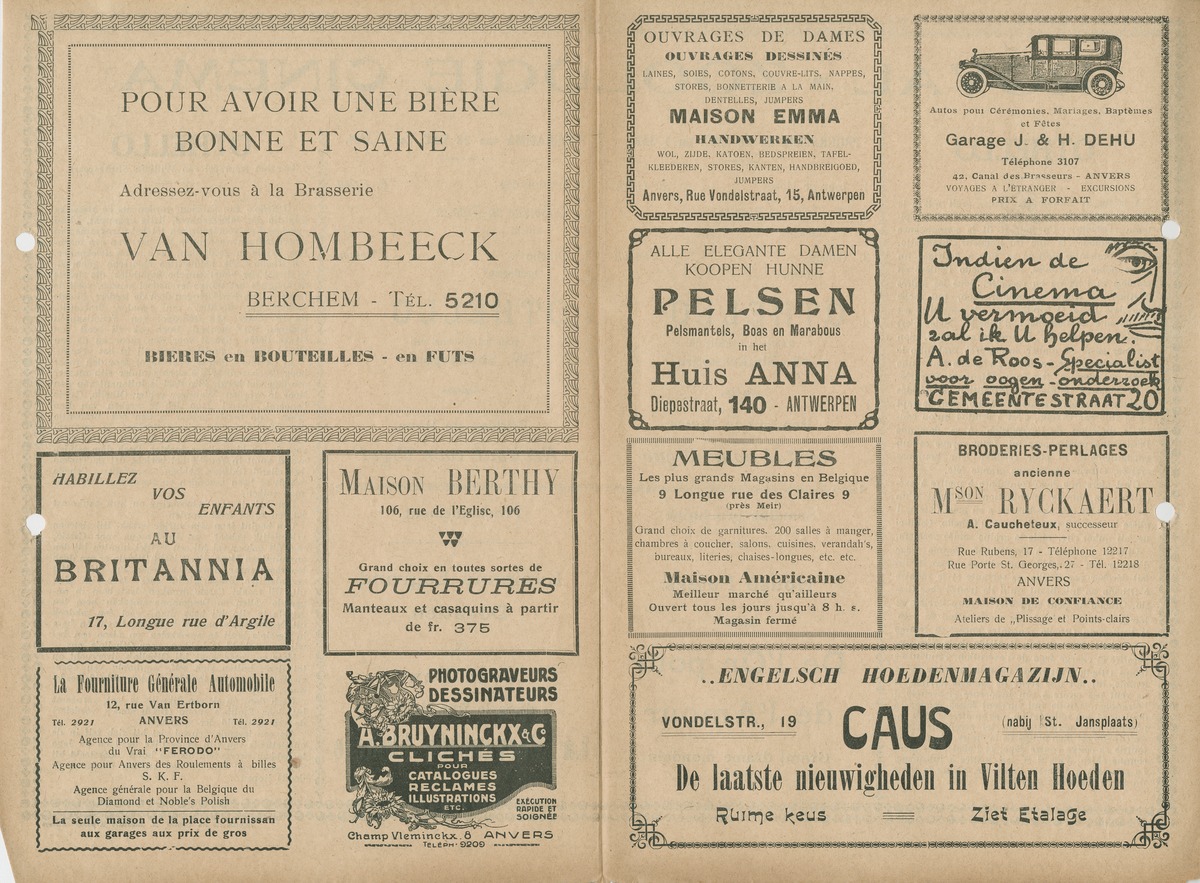 POUR AVOIR UNE BIÈRE
BONNE ET SAINE
Adressez-vous à la Brasserie
VAN HOMBEECK
BERCHEM - TÉL. 5210
BIERES en BOUTEILLES - en FUTS
HABILLEZ
VOS
ENFANTS
AU
BRITANNIA
17, Longue rue d'Argile
MAISON BERTHY
106, rue de l'Eglise, 106
Grand choix en toutes sortes de
FOURRURES
Manteaux et casaquins à partir
de fr. 375
La Fourniture Générale Automobile
12, rue Van Ertborn
Tél. 2921 ANVERS Tél. 2921
Agence pour la Province d'Anvers
du Vrai "FERODO"
Agence pour Anvers des Roulements à billes
S. K. F.
Agence générale pour la Belgique du
Diamond et Noble's Polish
La seule maison de la place fournissan
aux garages aux prix de gros
PHOTOGRAVEURS
DESSINATEURS
A. BRUYNINCKX & Co
CLICHÉS
POUR
CATALOGUES
RECLAMES
ILLUSTRATIONS
ETC.
EXÉCUTION
RAPIDE ET
SOIGNÉE
Champ Vleminckx. 8 ANVERS
TELÉPH. 9209
OUVRAGES DE DAMES
OUVRAGES DESSINÉS
LAINES, SOIES, COTONS, COUVRE-LITS, NAPPES,
STORES, BONNETTERIE A LA MAIN,
DENTELLES, JUMPERS
MAISON EMMA
HANDWERKEN
WOL, ZIJDE, KATOEN, BEDSPREIEN, TAFEL-
KLEEDEREN, STORES, KANTEN, HANDBREIGOED,
JUMPERS
Anvers, Rue Vondelstraat, 15, Antwerpen
Autos pour Cérémonies, Mariages, Baptêmes
et Fêtes
Garage J. & H. DEHU
Téléphone 3107
42, Canal des Brasseurs - ANVERS
VOYAGES A L'ETRANGER - EXCURSIONS
PRIX A FORFAIT
ALLE ELEGANTE DAMEN
KOOPEN HUNNE
PELSEN
Pelsmantels, Boas en Marabous
in het
Huis ANNA
Diepestraat, 140 - ANTWERPEN
Indien de
Cinema
U vermoeid
zal ik U helpen.
A. de Roos - Specialist
voor oogen - onderzoek
GEMEENTESTRAAT 20
MEUBLES
Les plus grands Magasins en Belgique
9 Longue rue des Claires 9
(près Meir)
Grand choix de garnitures. 200 salles à manger,
chambres à coucher, salons, cuisines, verandah's,
bureaux, literies, chaises-longues, etc. etc.
Maison Américaine
Meilleur marché qu'ailleurs
Ouvert tous les jours jusqu'à 8 h. s.
Magasin fermé
BRODERIES-PERLAGES
ancienne
MSON RYCKAERT
A. Caucheteux, successeur
Rue Rubens, 17 - Téléphone 12217
Rue Porte St. Georges, 27 - Tél. 12218
ANVERS
MAISON DE CONFIANCE
Ateliers de „Plissage et Points-clairs
..ENGELSCH HOEDENMAGAZIJN..
VONDELSTR., 19 CAUS (nabij St. Jansplaats)
De laatste nieuwigheden in Vilten Hoeden
Ruime keus Ziet Etalage